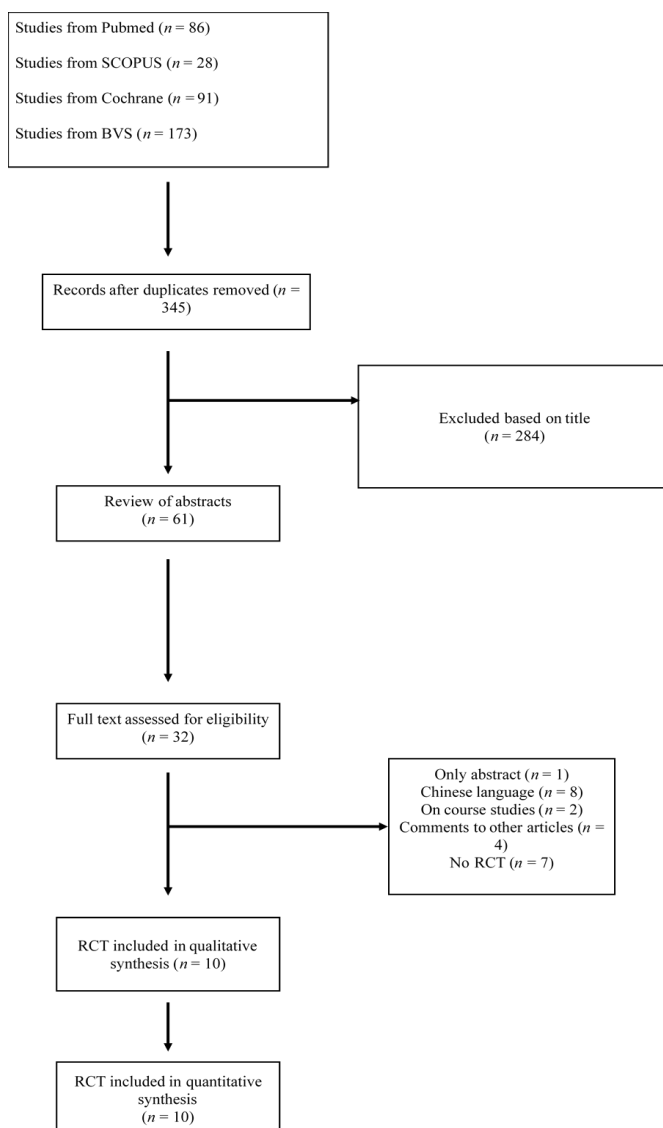 Studies from Pubmed (n = 86)
Studies from SCOPUS (n = 28)
Studies from Cochrane (n = 91)
Studies from BVS (n = 173)
Records after duplicates removed (n =
345)
Excluded based on title
(n = 284)
Review of abstracts
(n = 61)
Full text assessed for eligibility
(n = 32)
Only abstract (n = 1)
Chinese language (n = 8)
On course studies (n = 2)
Comments to other articles (n =
4)
No RCT (n = 7)
RCT included in qualitative
synthesis (n = 10)
RCT included in quantitative
synthesis
(n = 10)